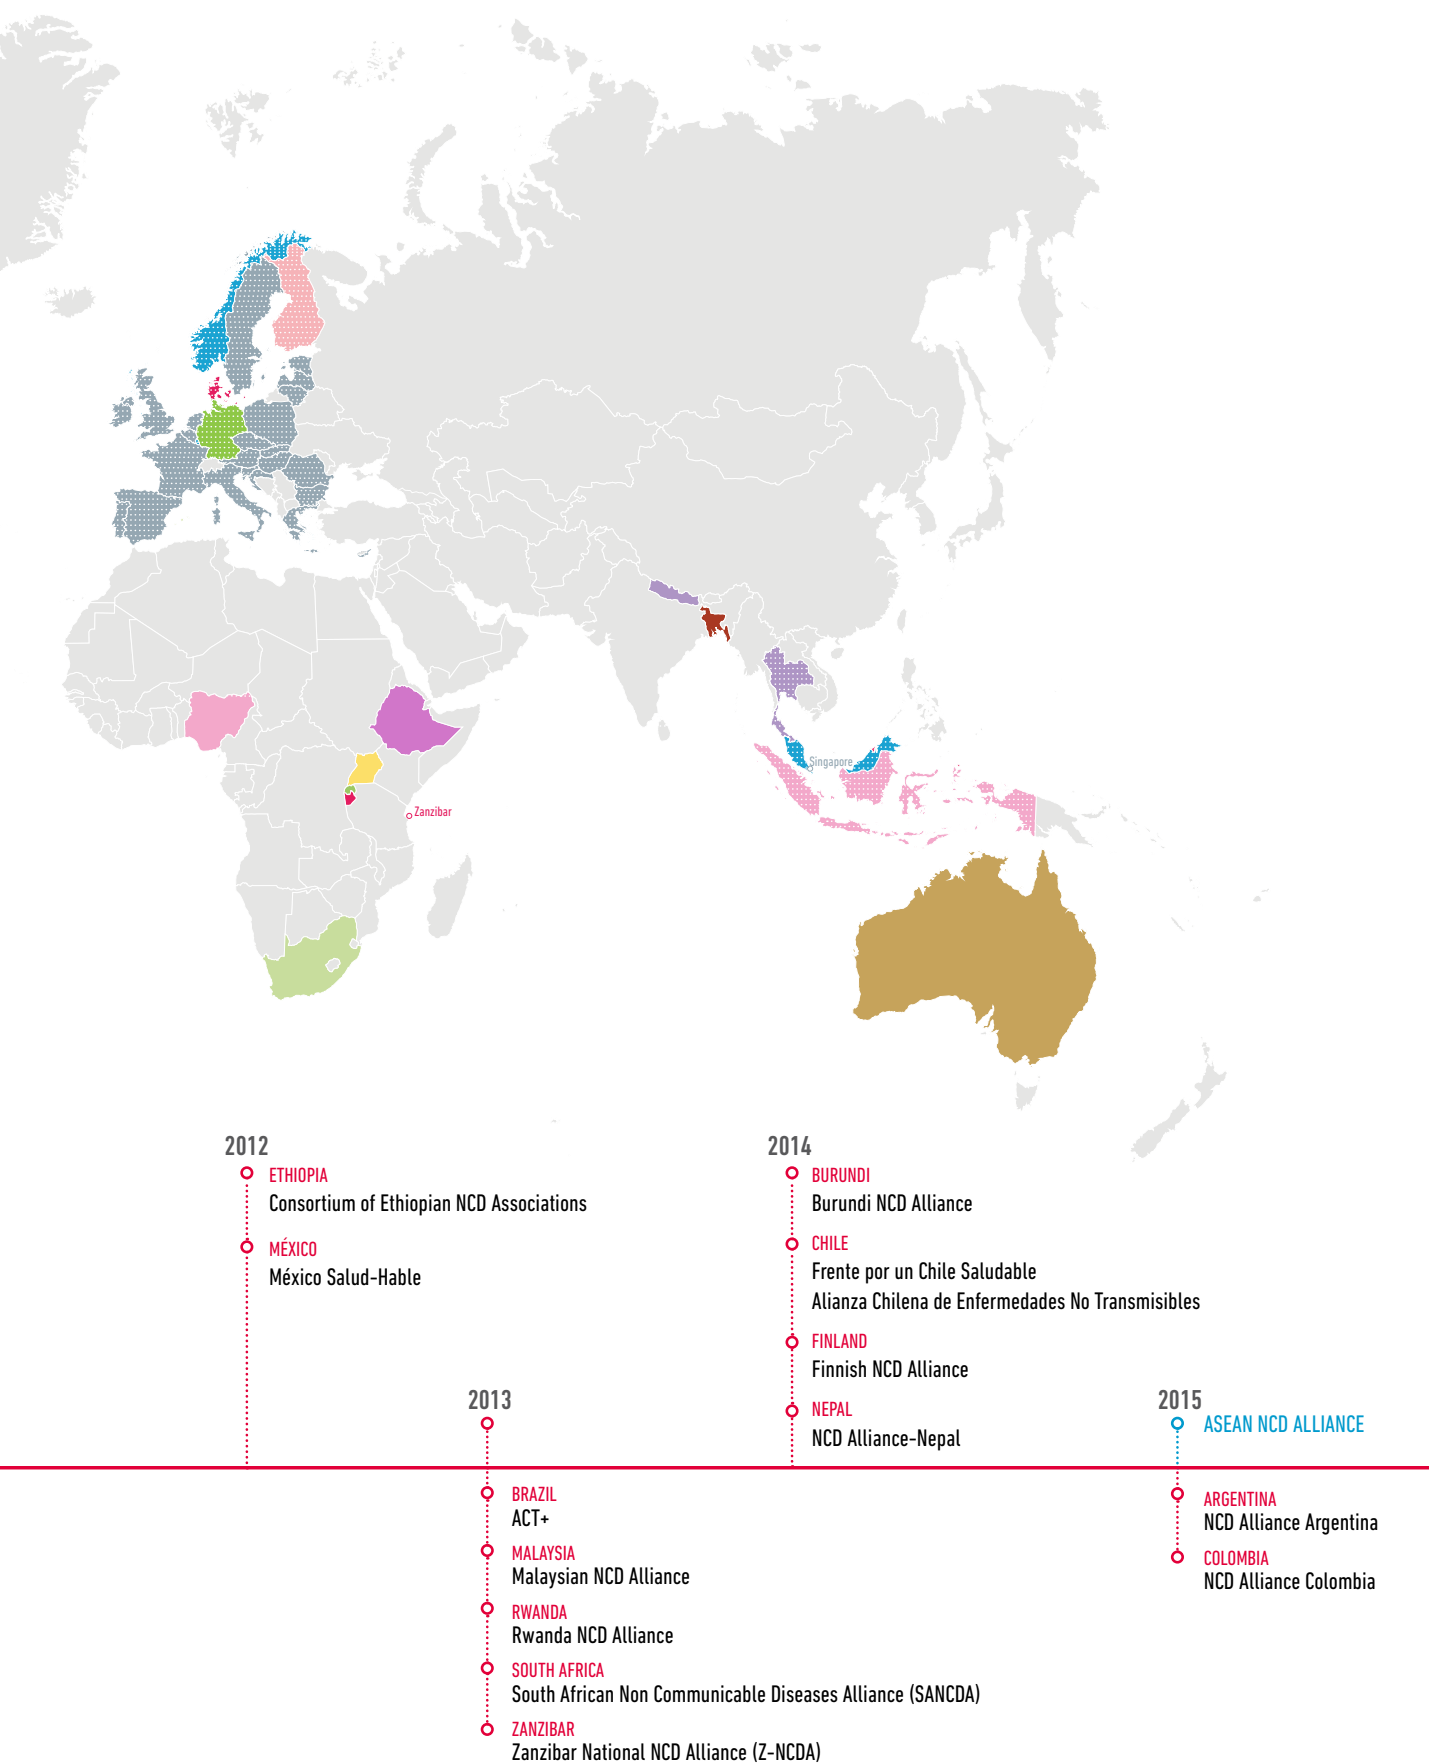 Singapore
Zanzibar
2012
ETHIOPIA
Consortium of Ethiopian NCD Associations
MÉXICO
México Salud-Hable
2013
BRAZIL
ACT+
MALAYSIA
Malaysian NCD Alliance
RWANDA
Rwanda NCD Alliance
SOUTH AFRICA
South African Non Communicable Diseases Alliance (SANCDA)
ZANZIBAR
Zanzibar National NCD Alliance (Z-NCDA)
2014
BURUNDI
Burundi NCD Alliance
CHILE
Frente por un Chile Saludable
Alianza Chilena de Enfermedades No Transmisibles
FINLAND
Finnish NCD Alliance
NEPAL
NCD Alliance-Nepal
2015
ASEAN NCD ALLIANCE
ARGENTINA
NCD Alliance Argentina
COLOMBIA
NCD Alliance Colombia